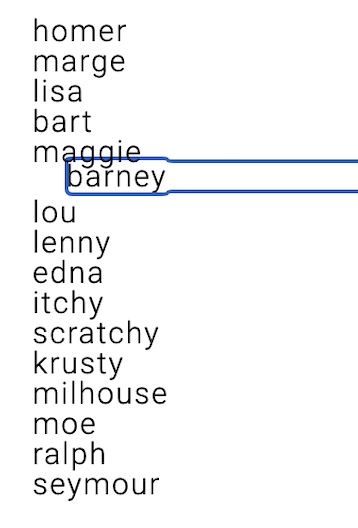 homer
marge
lisa
bart
maggie
barney
lou
lenny
edna
itchy
scratchy
krusty
milhouse
moe
ralph
seymour